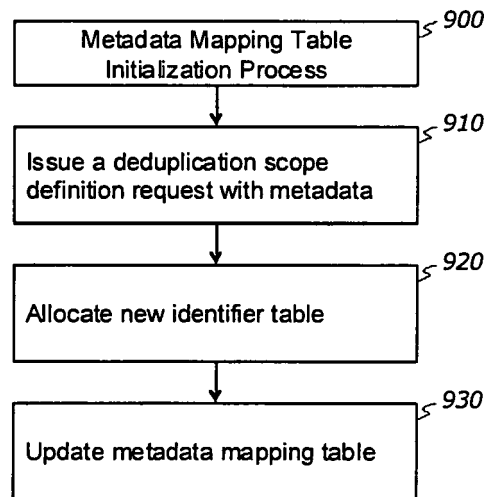 900
Metadata Mapping Table
Initialization Process
910
Issue a deduplication scope
definition request with metadata
920
Allocate new identifier table
930
Update metadata mapping table